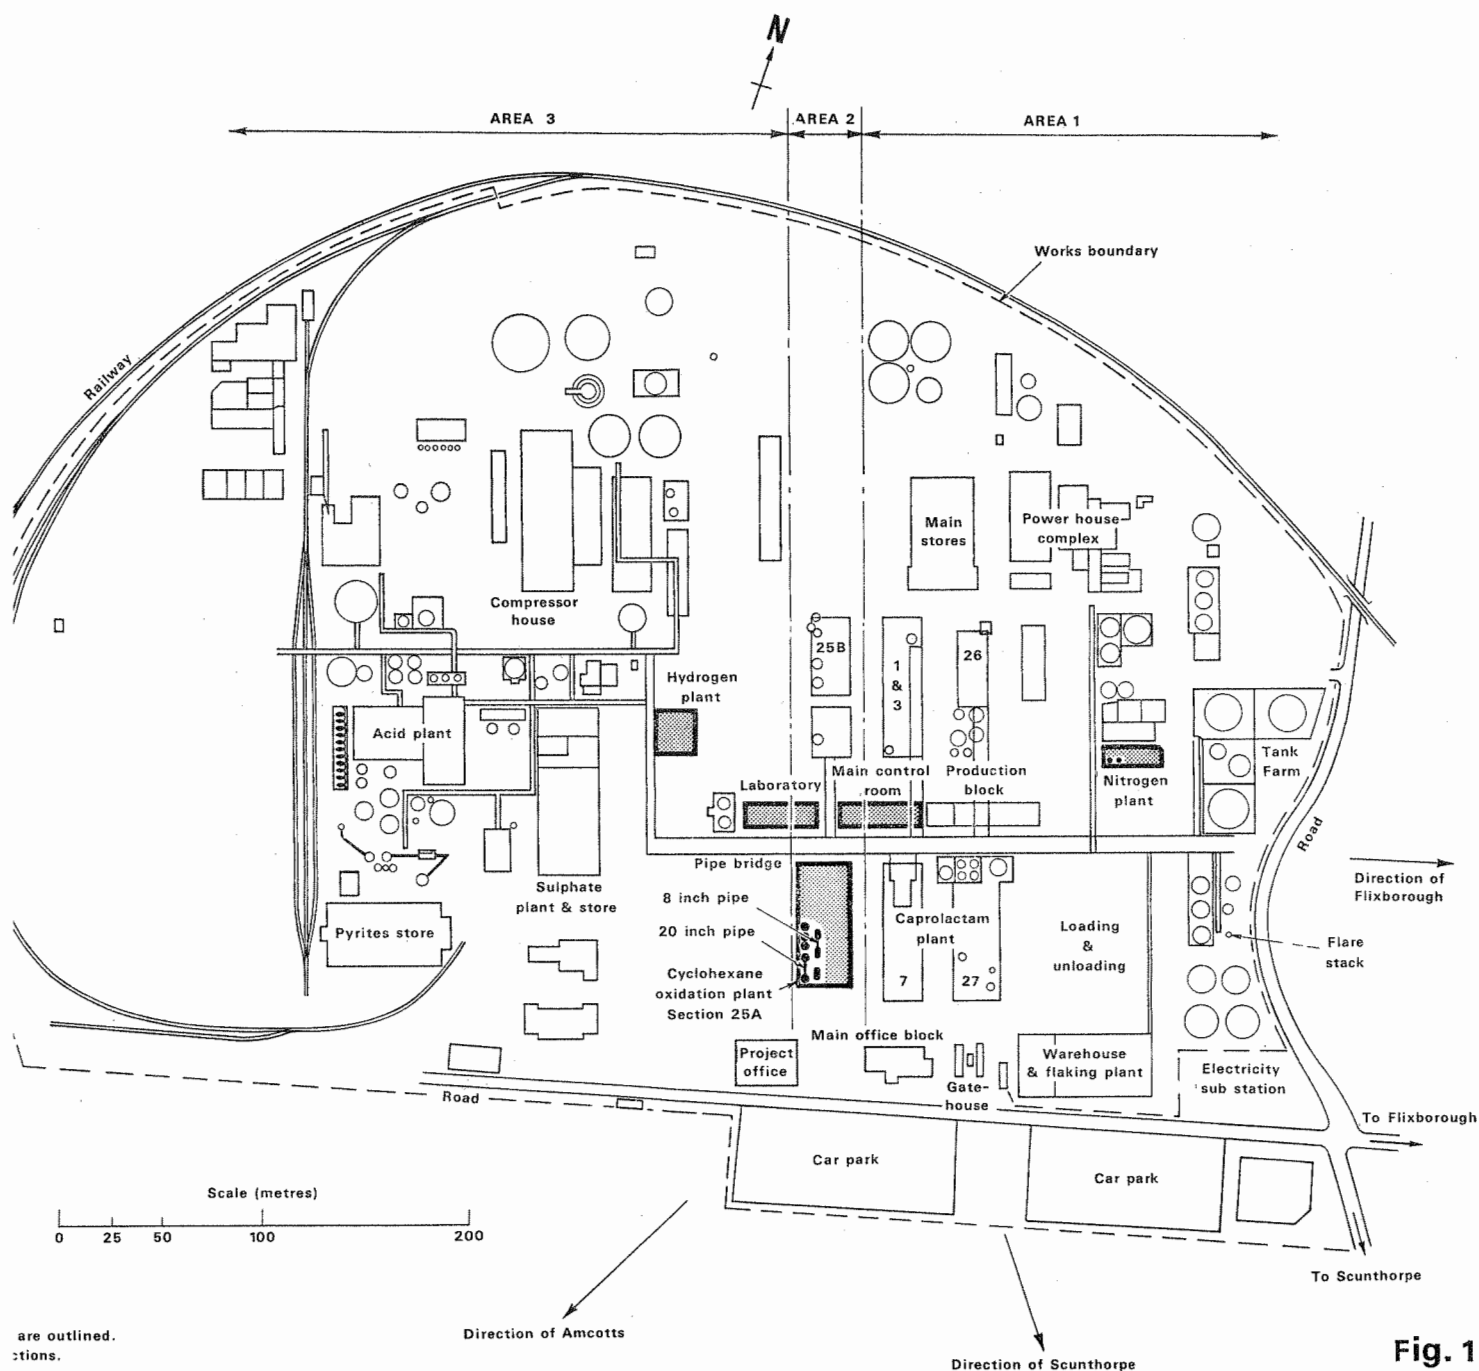 N
AREA 3
AREA 2
AREA 1
Works boundary
Railway
Main
stores
Power house
complex
Compressor
house
25B
1
&
3
26
Hydrogen
plant
Acid plant
Tank
Farm
Laboratory
Main control
room
Production
block
Nitrogen
plant
Road
Pipe bridge
Direction of
Flixborough
Sulphate
plant & store
8 inch pipe
20 inch pipe
Caprolactam
plant
Loading
&
unloading
Pyrites store
Flare
stack
Cyclohexane
oxidation plant
Section 25A
7
27
Main office block
Project
office
Warehouse
& flaking plant
Gate-
house
Electricity
sub station
Road
To Flixborough
Car park
Car park
Scale (metres)
0 25 50 100 200
To Scunthorpe
are outlined.
ctions.
Direction of Amcotts
Direction of Scunthorpe
Fig. 1